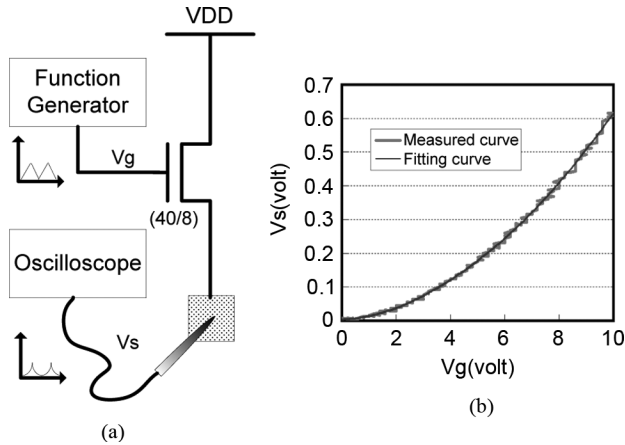 VDD
Function
Generator
Vg
(40/8)
Oscilloscope
Vs
(a)
Vs(volt)
0.7
0.6
0.5
0.4
0.3
0.2
0.1
0
Measured curve
Fitting curve
0 2 4 6 8 10
Vg(volt)
(b)